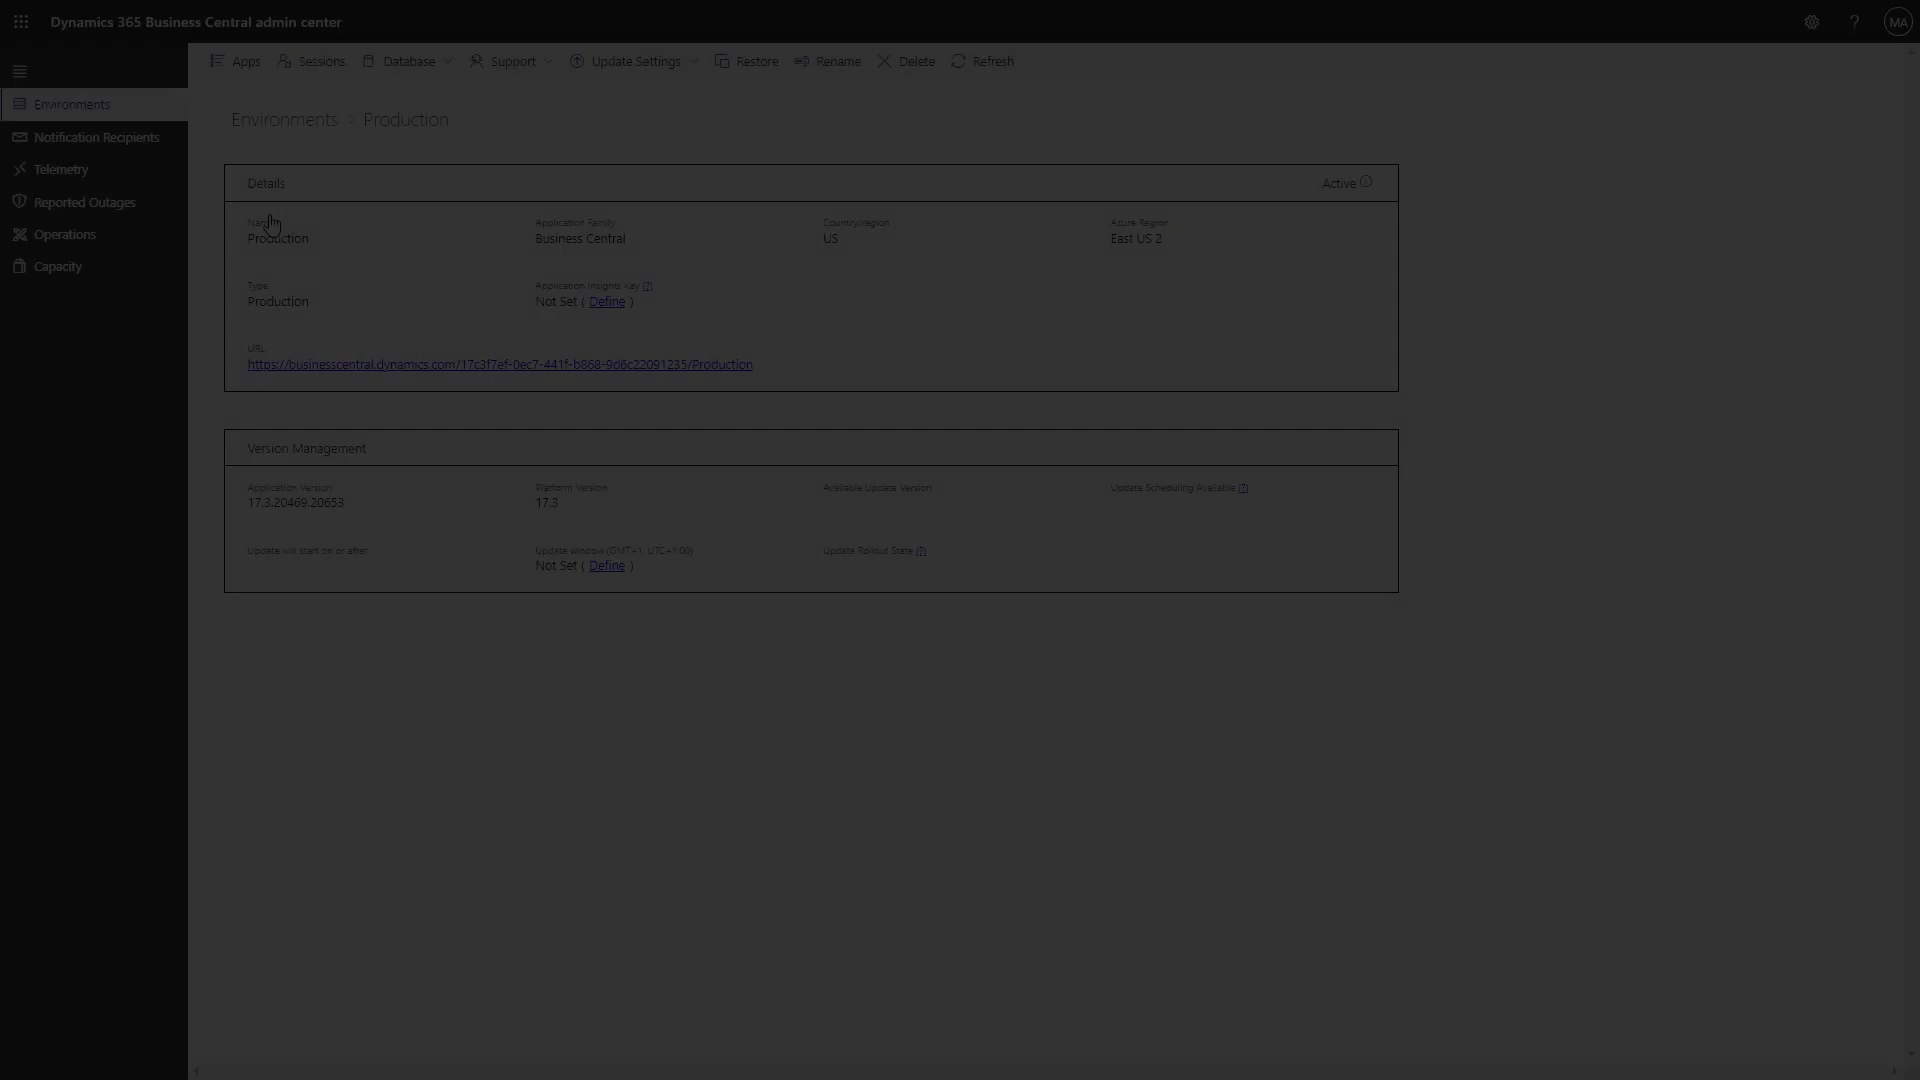 Dynamics 365 Business Central admin center
? MA
Apps Sessions Database Support Update Settings Restore Rename Delete Refresh
Environments
Notification Recipients
Telemetry
Reported Outages
Operations
Capacity
Environments > Production
Details Active
Application Family Country/region Azure Region
Production Business Central US East US 2
Type Application Insights Key [?]
Production Not Set ( Define )
URL
https://businesscentral.dynamics.com/17c3f7ef-0ec7-441f-b868-9d6c22091235/Production
Version Management
Application Version Platform Version Available Update Version Update Scheduling Available [?]
17.3.20469.20653 17.3
Update will start on or after Update window (GMT+1, UTC+1:00) Update Rollout State [?]
Not Set ( Define )